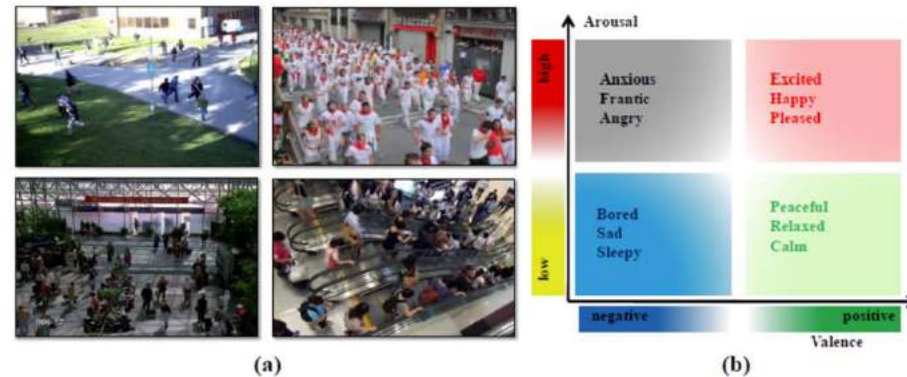 Arousal
high
Anxious
Frantic
Angry
Excited
Happy
Pleased
low
Bored
Sad
Sleepy
Peaceful
Relaxed
Calm
negative
positive
Valence
(a)
(b)